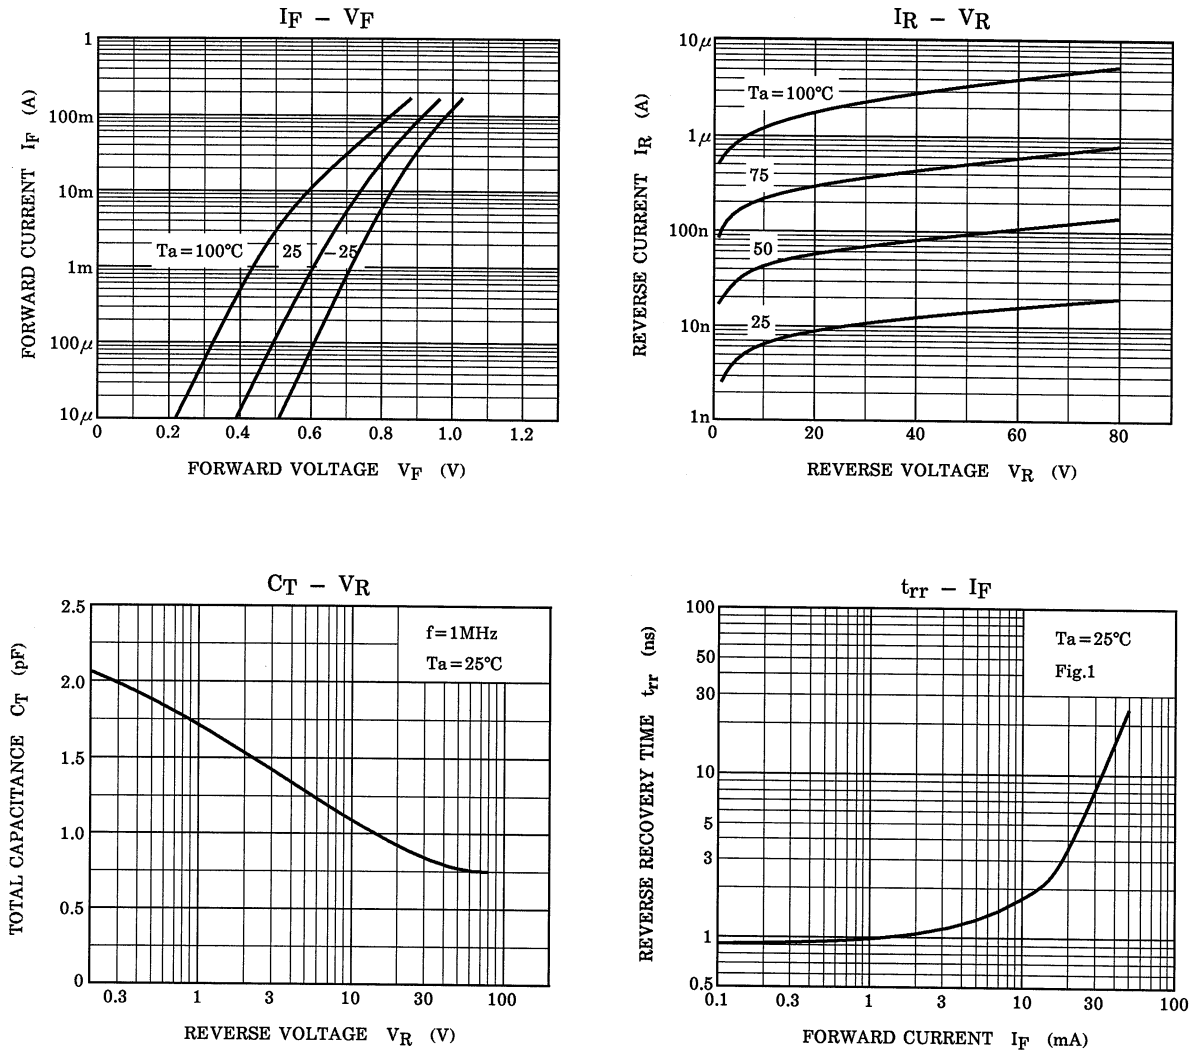 IF – VF
1
100m
10m
1m
100μ
10μ
FORWARD CURRENT IF (A)
Ta=100℃
25
−25
0
0.2
0.4
0.6
0.8
1.0
1.2
FORWARD VOLTAGE VF (V)
IR – VR
10μ
1μ
100n
10n
1n
REVERSE CURRENT IR (A)
Ta=100℃
75
50
25
0
20
40
60
80
REVERSE VOLTAGE VR (V)
CT – VR
2.5
2.0
1.5
1.0
0.5
0
TOTAL CAPACITANCE CT (pF)
f=1MHz
Ta=25℃
0.3
1
3
10
30
100
REVERSE VOLTAGE VR (V)
trr – IF
100
50
30
10
5
3
1
0.5
REVERSE RECOVERY TIME trr (ns)
Ta=25℃
Fig.1
0.1
0.3
1
3
10
30
100
FORWARD CURRENT IF (mA)